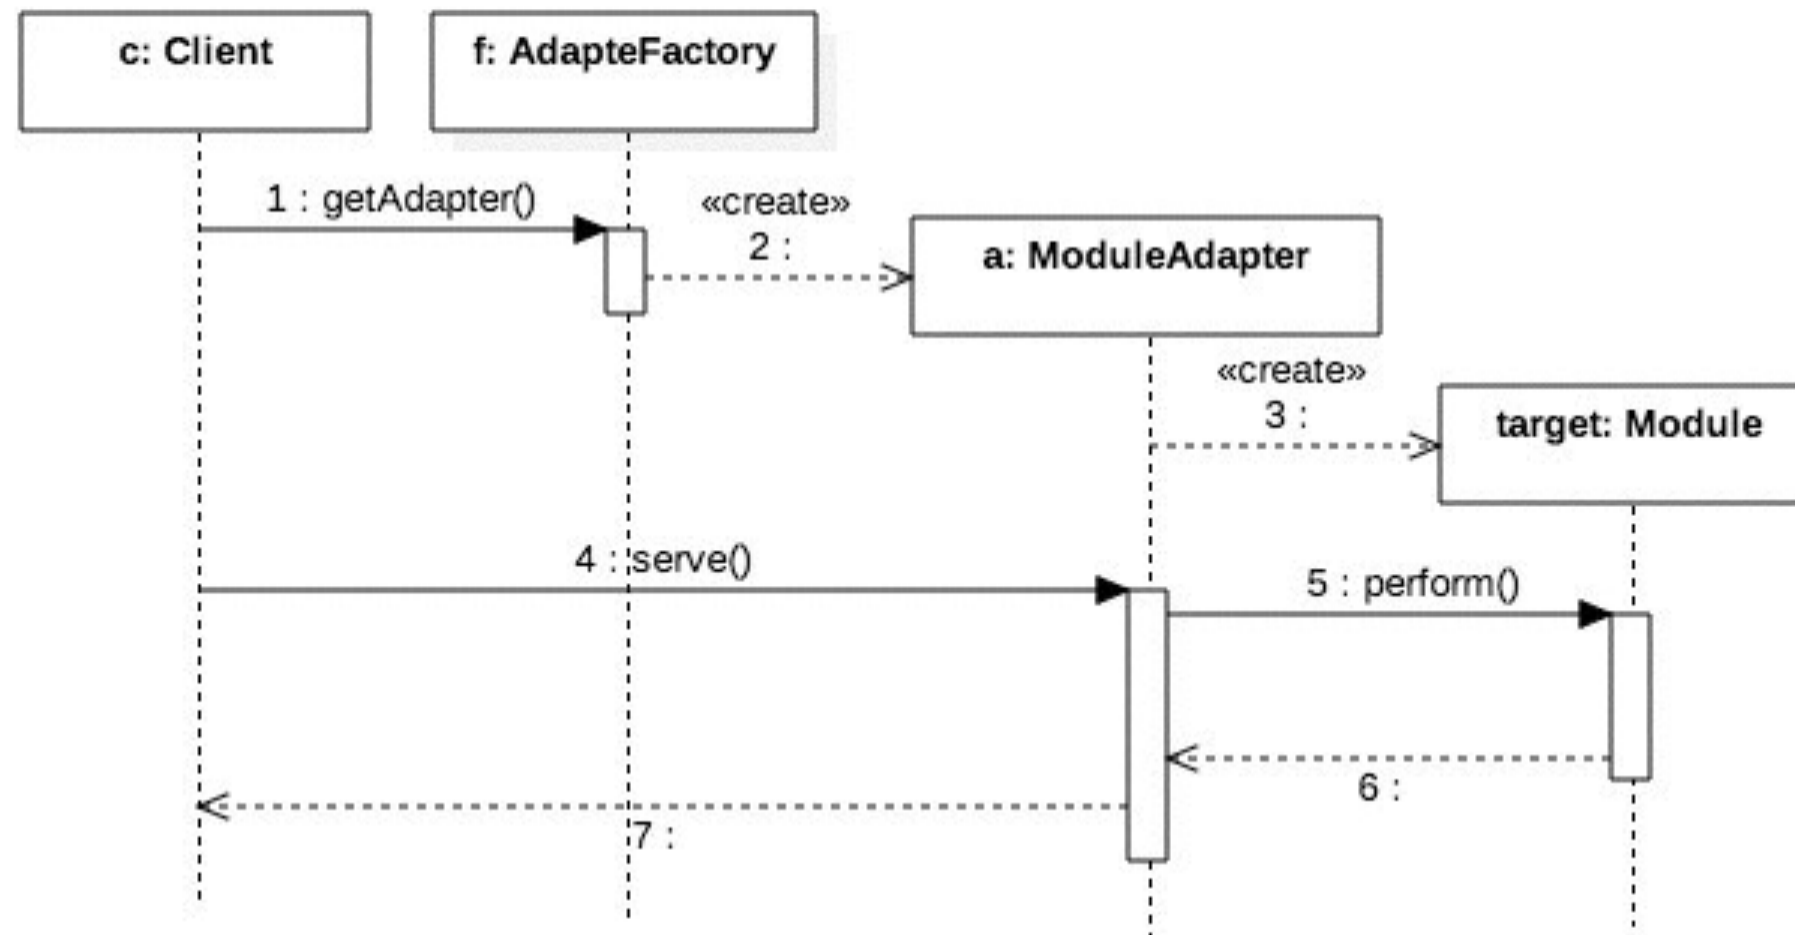 c: Client
f: AdapteFactory
1 : getAdapter()
«create»
2 :
a: ModuleAdapter
«create»
3 :
target: Module
4 : serve()
5 : perform()
6 :
7 :